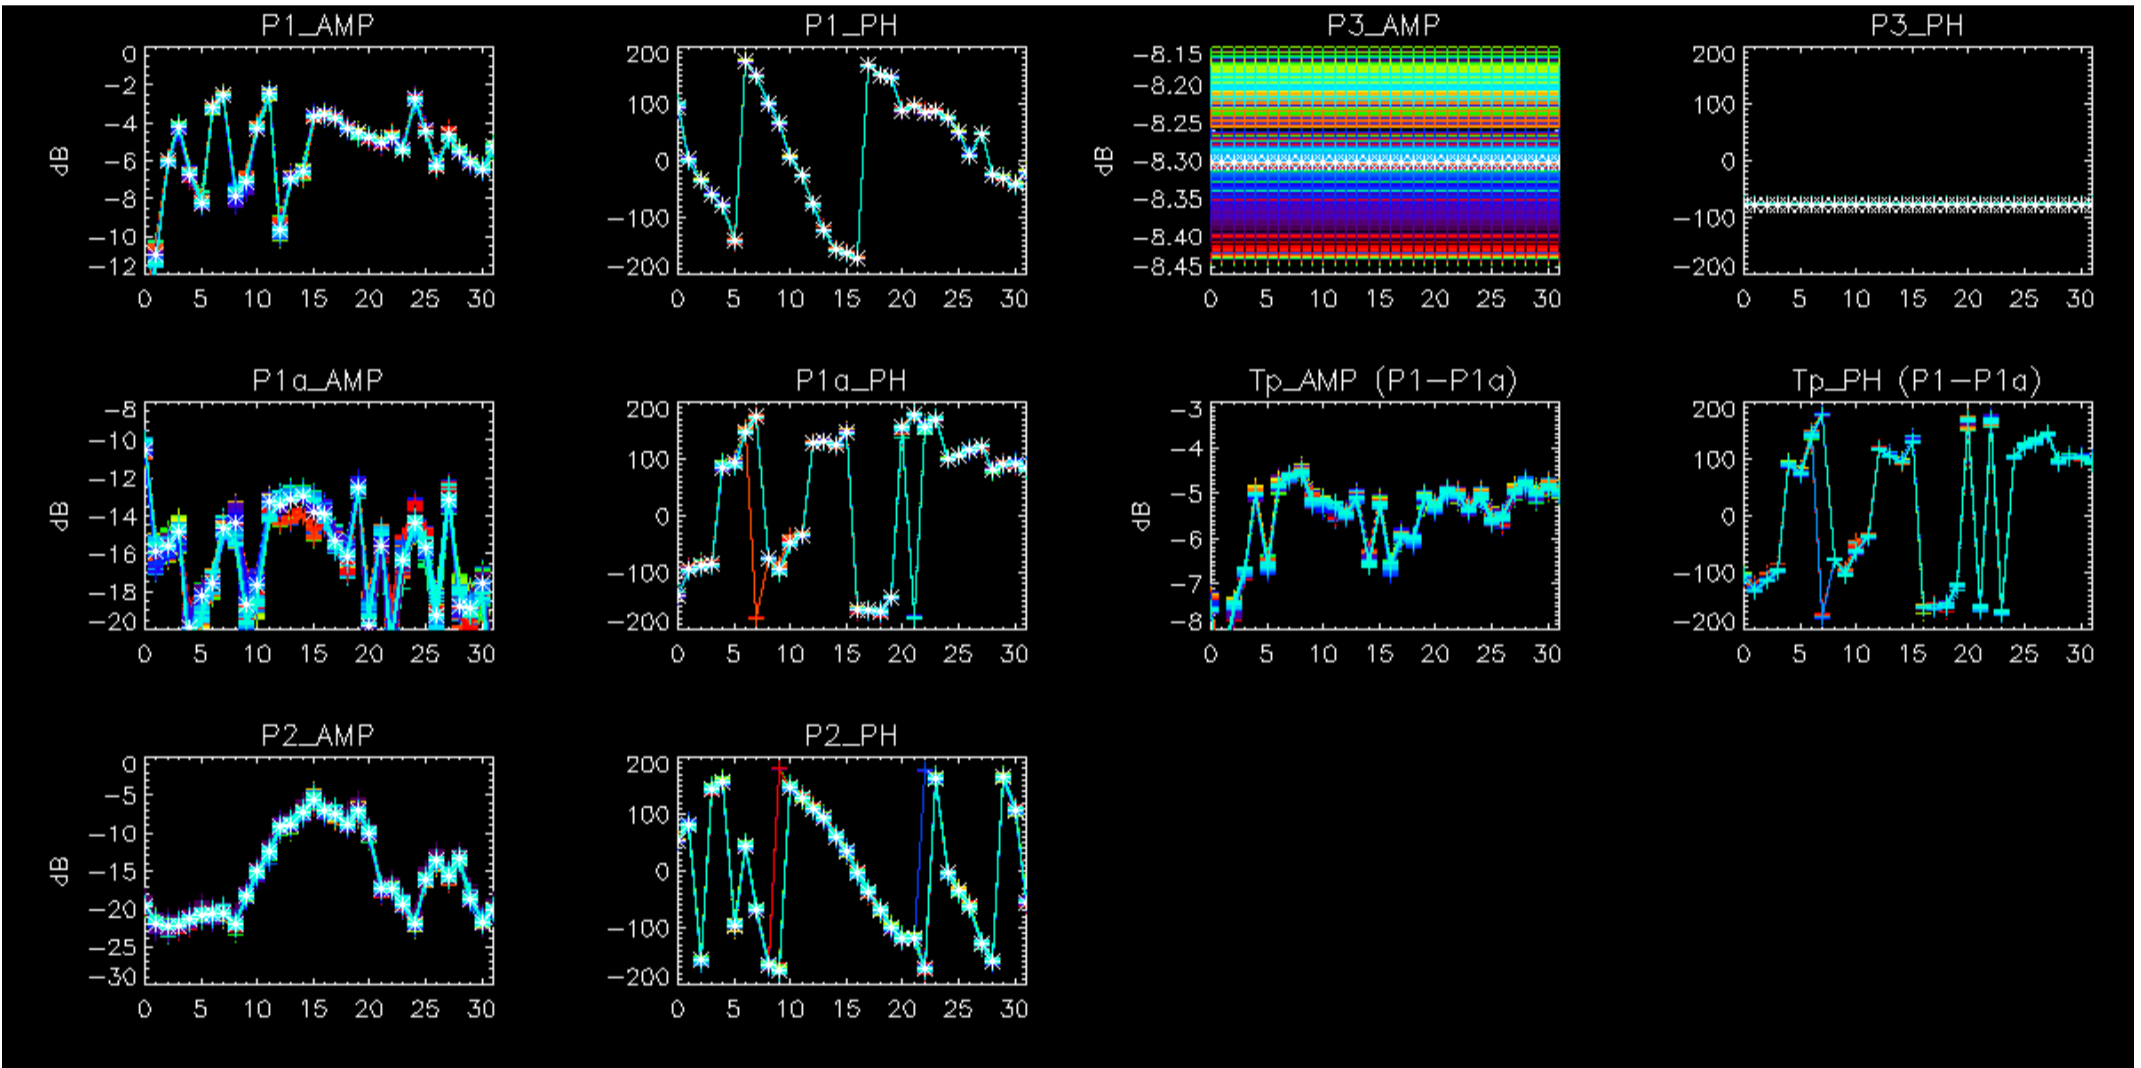 P1_AMP
0
−2
−4
−6
−8
−10
−12
dB
0 5 10 15 20 25 30
P1_PH
200
100
0
−100
−200
0 5 10 15 20 25 30
P3_AMP
−8.15
−8.20
−8.25
−8.30
−8.35
−8.40
−8.45
dB
0 5 10 15 20 25 30
P3_PH
200
100
0
−100
−200
0 5 10 15 20 25 30
P1a_AMP
−8
−10
−12
−14
−16
−18
−20
dB
0 5 10 15 20 25 30
P1a_PH
200
100
0
−100
−200
0 5 10 15 20 25 30
Tp_AMP (P1−P1a)
−3
−4
−5
−6
−7
−8
dB
0 5 10 15 20 25 30
Tp_PH (P1−P1a)
200
100
0
−100
−200
0 5 10 15 20 25 30
P2_AMP
0
−5
−10
−15
−20
−25
−30
dB
0 5 10 15 20 25 30
P2_PH
200
100
0
−100
−200
0 5 10 15 20 25 30